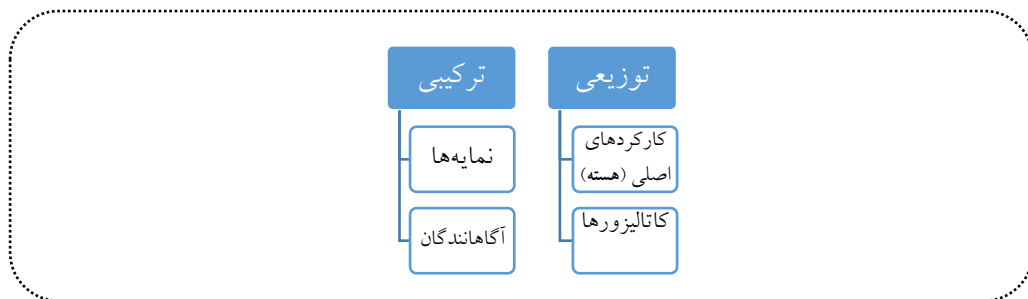 توزیعی
کارکردهای
اصلی (هسته)
کاتالیزورها
ترکیبی
نمایه‌ها
آگاهانندگان